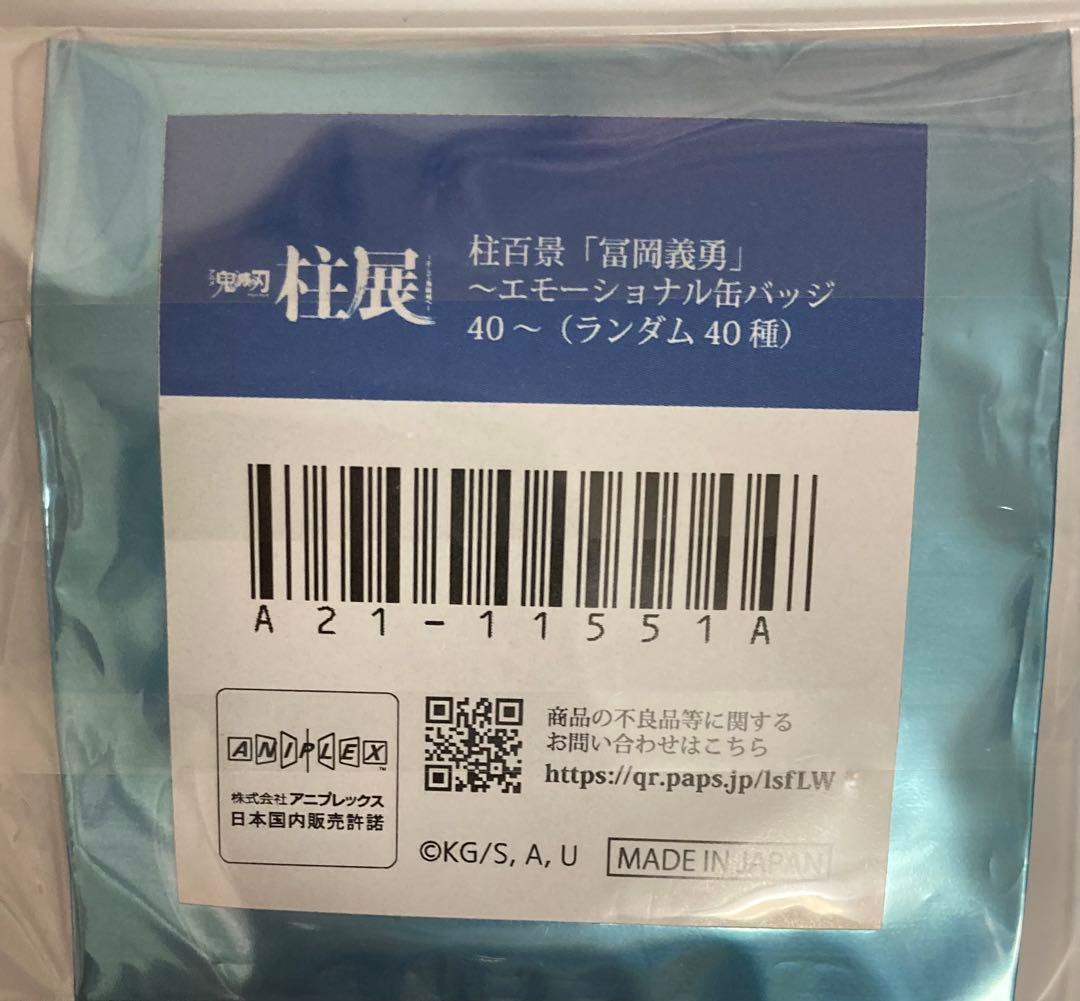 アニメ
鬼滅の刃
柱展
柱百景「冨岡義勇」
～エモーショナル缶バッジ
40～（ランダム40種）
A21-11551A
ANIPLEX™
株式会社アニプレックス
日本国内販売許諾
商品の不良品等に関する
お問い合わせはこちら
https://qr.paps.jp/lsfLW
©KG/S, A, U
MADE IN JAPAN